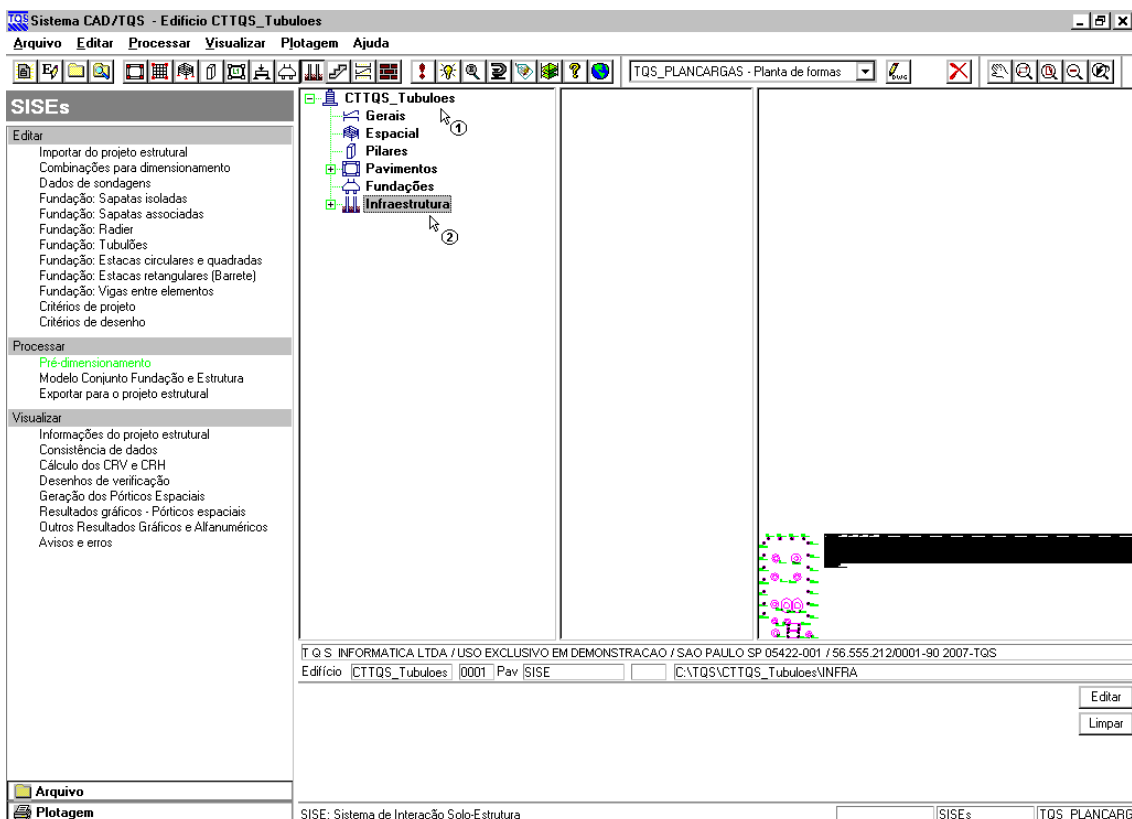 TQS Sistema CAD/TQS - Edificio CTTQS_Tubuloes
Arquivo Editar Processar Visualizar Plotagem Ajuda
TQS_PLANCARGAS - Planta de formas
DWG
SISEs
Editar
Importar do projeto estrutural
Combinações para dimensionamento
Dados de sondagens
Fundação: Sapatas isoladas
Fundação: Sapatas associadas
Fundação: Radier
Fundação: Tubulões
Fundação: Estacas circulares e quadradas
Fundação: Estacas retangulares (Barrete)
Fundação: Vigas entre elementos
Critérios de projeto
Critérios de desenho
Processar
Pré-dimensionamento
Modelo Conjunto Fundação e Estrutura
Exportar para o projeto estrutural
Visualizar
Informações do projeto estrutural
Consistência de dados
Cálculo dos CRV e CRH
Desenhos de verificação
Geração dos Pórticos Espaciais
Resultados gráficos - Pórticos espaciais
Outros Resultados Gráficos e Alfanuméricos
Avisos e erros
Arquivo
Plotagem
CTTQS_Tubuloes
1
Gerais
Espacial
Pilares
Pavimentos
Fundações
Infraestrutura
2
T Q S INFORMATICA LTDA / USO EXCLUSIVO EM DEMONSTRACAO / SAO PAULO SP 05422-001 / 56.555.212/0001-90 2007-TQS
Edifício CTTQS_Tubuloes 0001 Pav SISE C:\TQS\CTTQS_Tubuloes\INFRA
Editar
Limpar
SISE: Sistema de Interação Solo-Estrutura SISEs TQS_PLANCARG